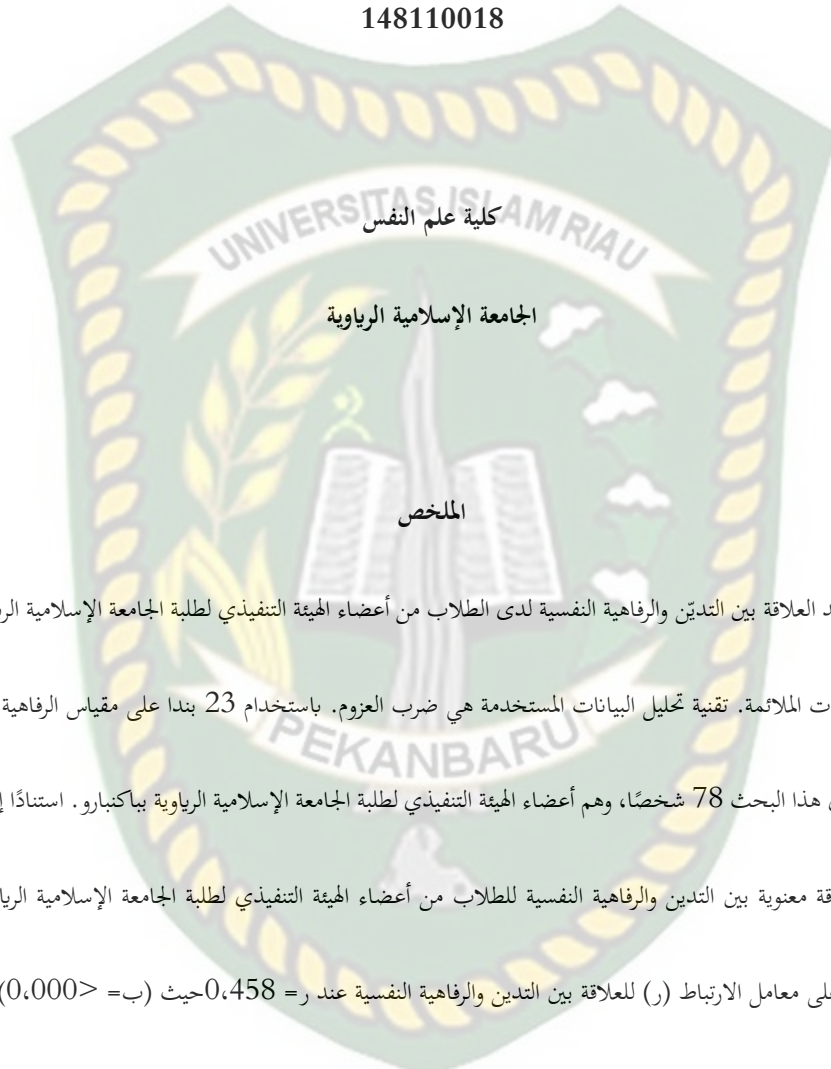 148110018
UNIVERSITAS ISLAM RIAU
كلية علم النفس
الجامعة الإسلامية الرياوية
الملخص
العلاقة بين التديّن والرفاهية النفسية لدى الطلاب من أعضاء الهيئة التنفيذي لطلبة الجامعة الإسلامية
الملائمة. تقنية تحليل البيانات المستخدمة هي ضرب العزوم. باستخدام 23 بندا على مقياس الرفاهية
هذا البحث 78 شخصًا، وهم أعضاء الهيئة التنفيذي لطلبة الجامعة الإسلامية الرياوية بباكنبارو. استنادًا
PEKANBARU
معنوية بين التدين والرفاهية النفسية للطلاب من أعضاء الهيئة التنفيذي لطلبة الجامعة الإسلامية
على معامل الارتباط (ر) للعلاقة بين التدين والرفاهية النفسية عند ر= 0،458حيث (ب= <0،000)